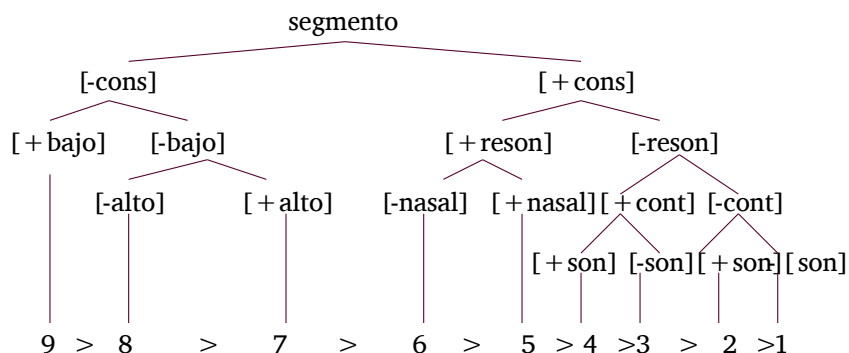 segmento
[-cons] [+cons]
[+bajo] [-bajo] [+reson] [-reson]
[-alto] [+alto] [-nasal] [+nasal] [+cont] [-cont]
[+son] [-son] [+son] [-son]
9 > 8 > 7 > 6 > 5 > 4 >3 > 2 >1